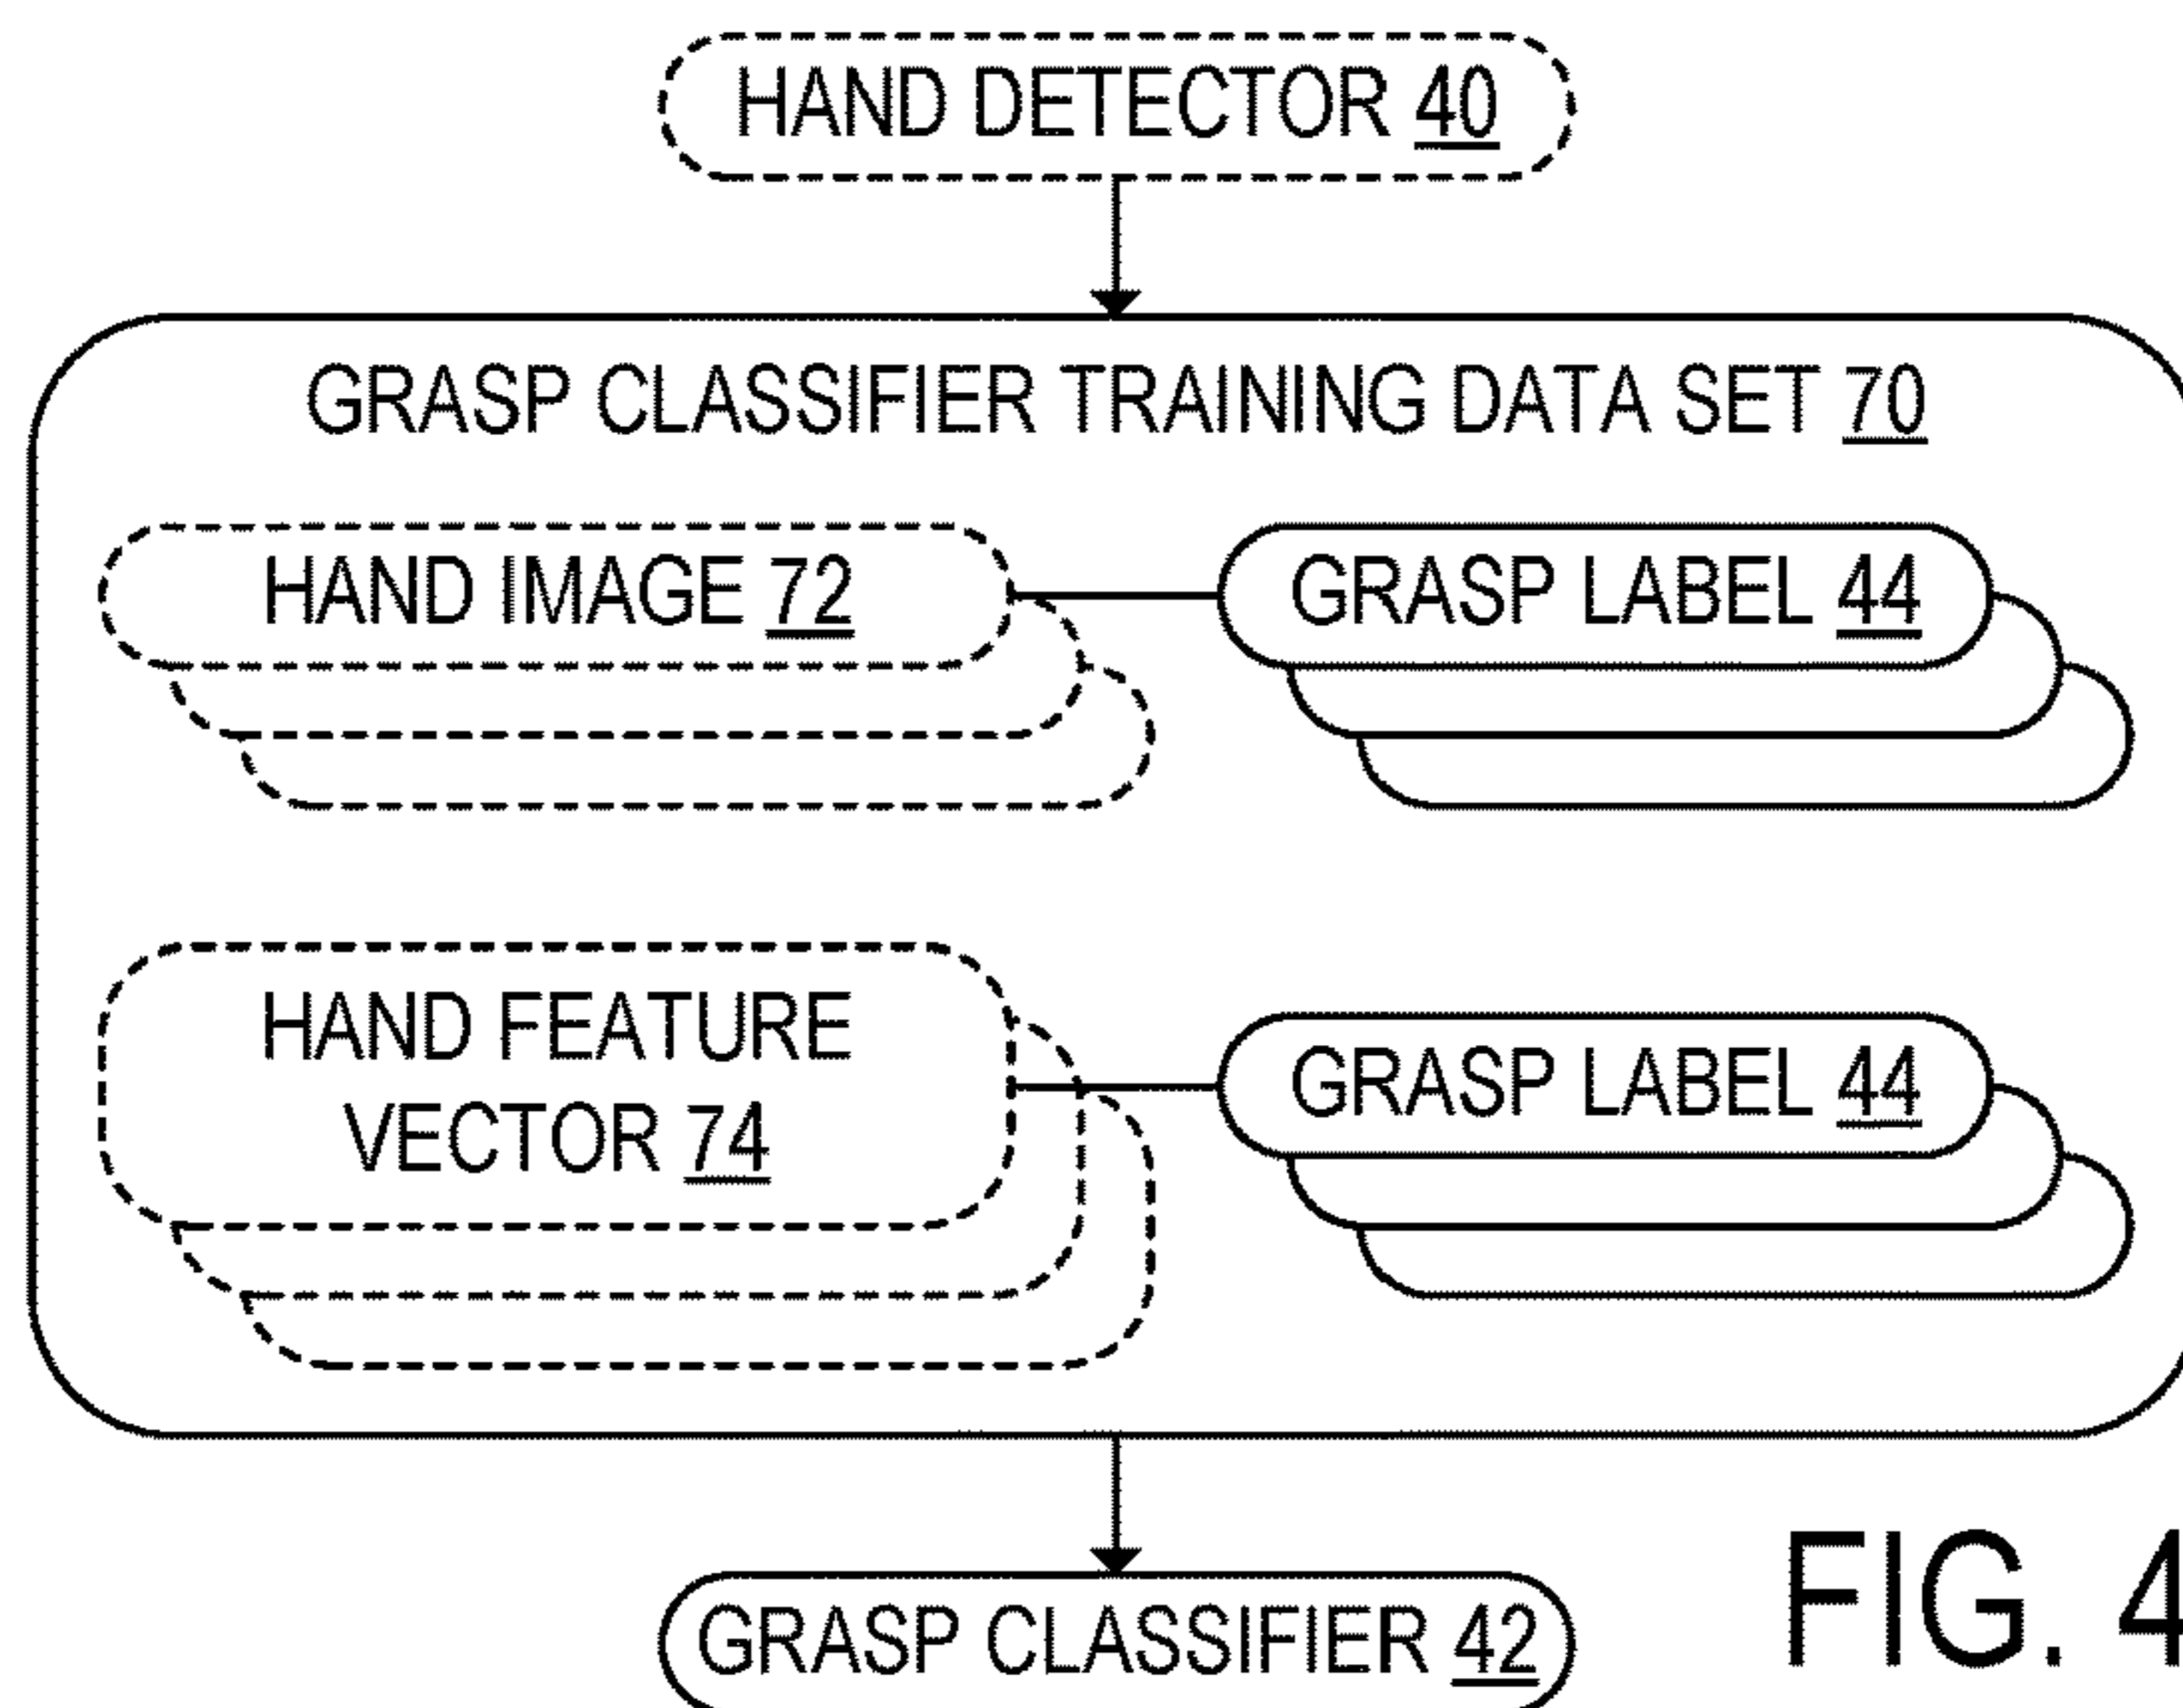 HAND DETECTOR 40
GRASP CLASSIFIER TRAINING DATA SET 70
HAND IMAGE 72
GRASP LABEL 44
HAND FEATURE
VECTOR 74
GRASP LABEL 44
GRASP CLASSIFIER 42
FIG. 4